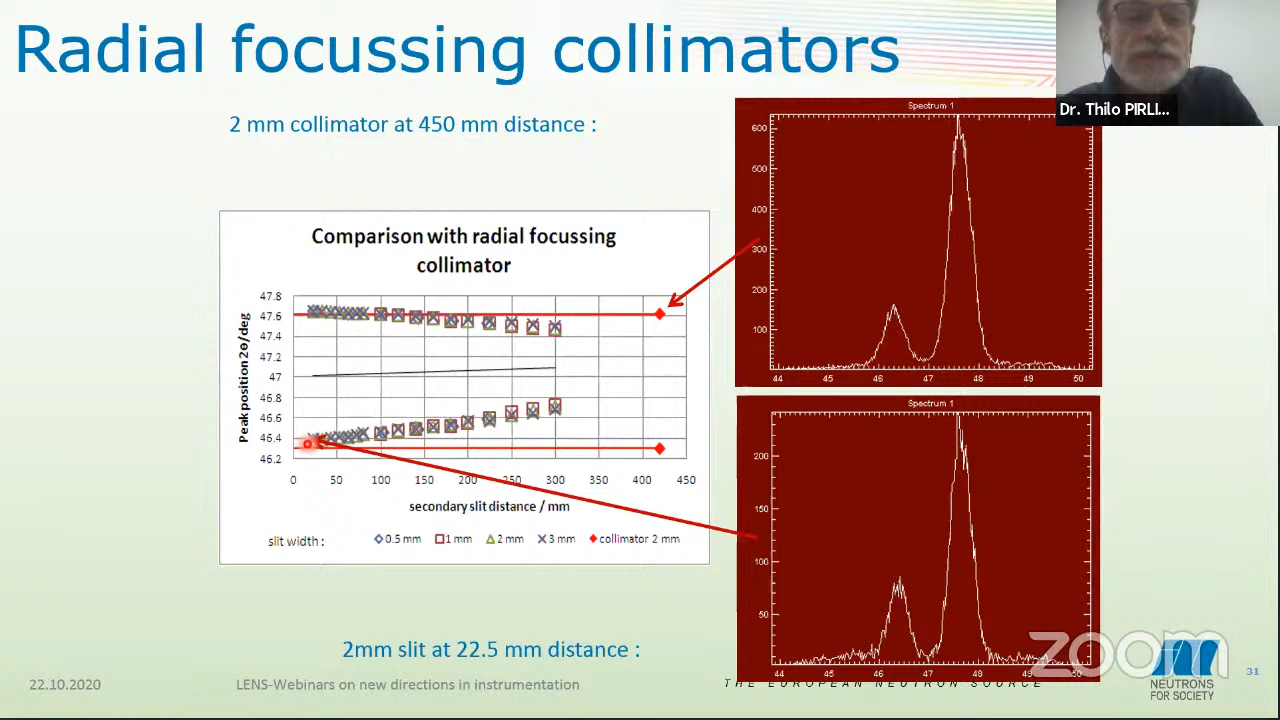 Radial focussing collimators
Dr. Thilo PIRLI...
2 mm collimator at 450 mm distance :
Comparison with radial focussing
collimator
Peak position 2θ/deg
47.8
47.6
47.4
47.2
47
46.8
46.6
46.4
46.2
0 50 100 150 200 250 300 350 400 450
secondary slit distance / mm
slit width : 0.5 mm 1 mm 2 mm 3 mm collimator 2 mm
Spectrum 1
600
500
400
300
200
100
44 45 46 47 48 49 50
Spectrum 1
200
150
100
50
44 45 46 47 48 49 50
2mm slit at 22.5 mm distance :
zoom
22.10.2020
LENS-Webinars on new directions in instrumentation
THE EUROPEAN NEUTRON SOURCE
NEUTRONS
FOR SOCIETY
31